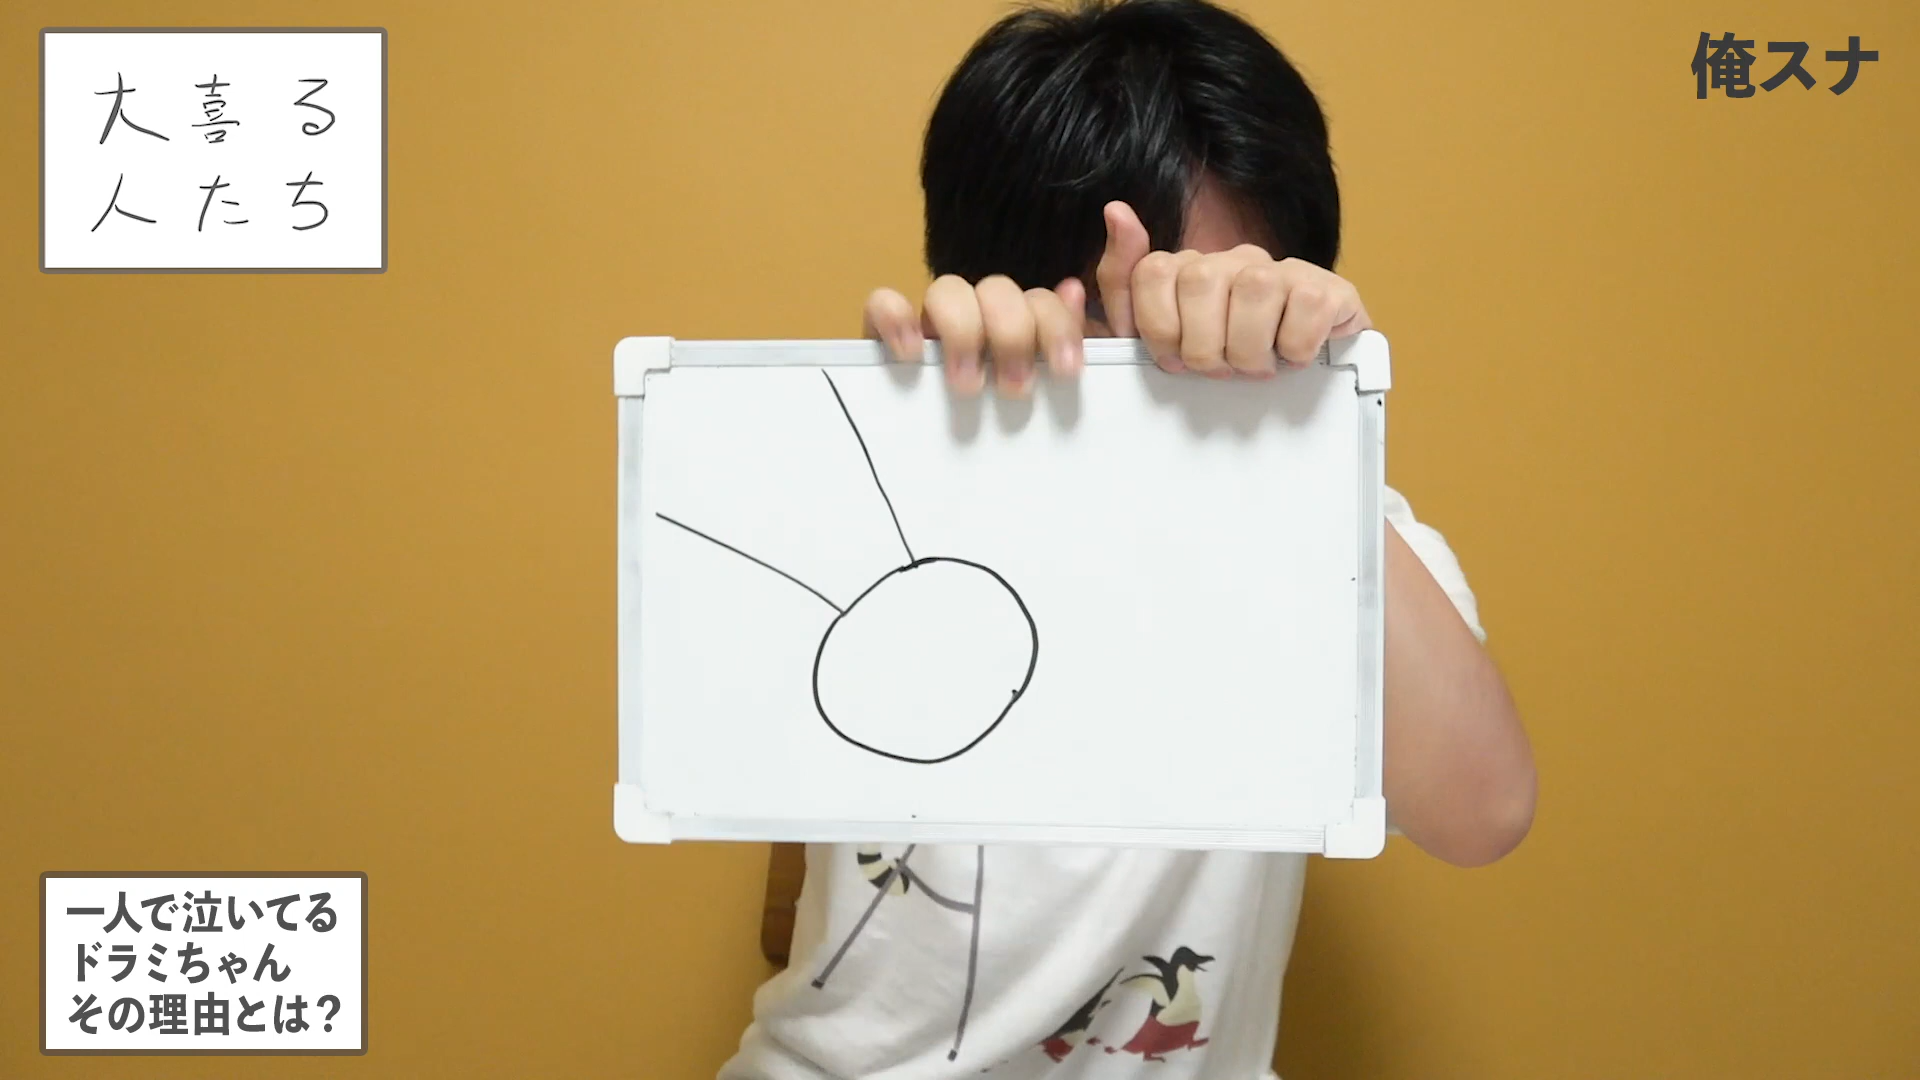 大喜る
人たち
俺スナ
一人で泣いてる
ドラミちゃん
その理由とは？